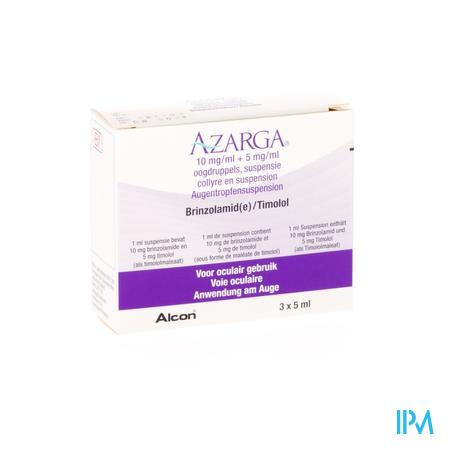 AZARGA®
10 mg/ml + 5 mg/ml
oogdruppels, suspensie
collyre en suspension
Augentropfensuspension
Brinzolamid(e)/Timolol
1 ml suspensie bevat
10 mg brinzolamide en
5 mg timolol
(als timololmaleaat)
1 ml de suspension contient
10 mg de brinzolamide et
5 mg de timolol
(sous forme de maléate de timolol)
1 ml Suspension enthält
10 mg Brinzolamid und
5 mg Timolol
(als Timololmaleat)
Voor oculair gebruik
Voie oculaire
Anwendung am Auge
Alcon®
3 x 5 ml
IPM